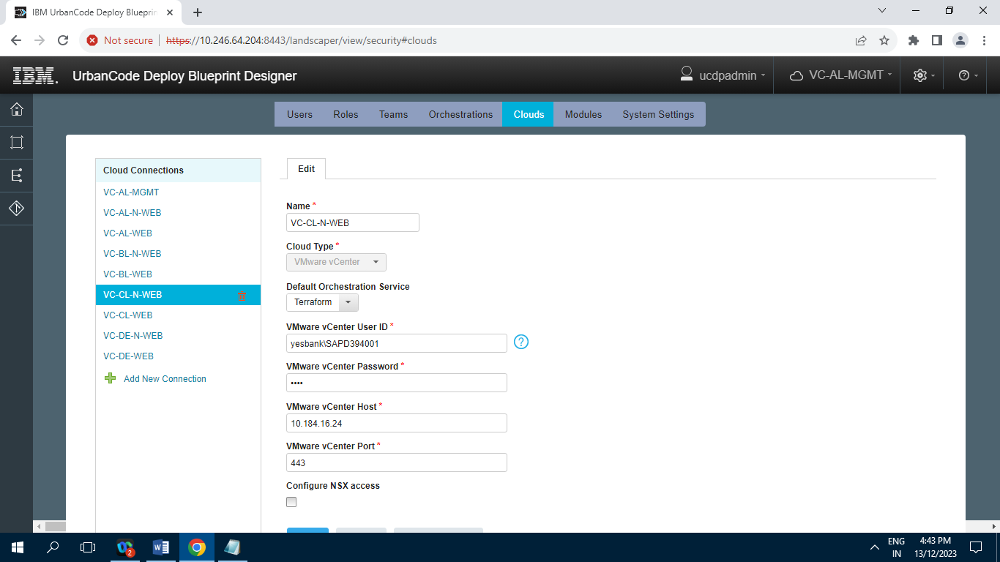 IBM UrbanCode Deploy Blueprin
Not secure https://10.246.64.204:8443/landscaper/view/security#clouds
IBM. UrbanCode Deploy Blueprint Designer
ucdpadmin
VC-AL-MGMT
Users Roles Teams Orchestrations Clouds Modules System Settings
Cloud Connections
VC-AL-MGMT
VC-AL-N-WEB
VC-AL-WEB
VC-BL-N-WEB
VC-BL-WEB
VC-CL-N-WEB
VC-CL-WEB
VC-DE-N-WEB
VC-DE-WEB
Add New Connection
Edit
Name *
VC-CL-N-WEB
Cloud Type *
VMware vCenter
Default Orchestration Service
Terraform
VMware vCenter User ID *
yesbank\SAPD394001
VMware vCenter Password *
••••
VMware vCenter Host *
10.184.16.24
VMware vCenter Port *
443
Configure NSX access
2
ENG
IN
4:43 PM
13/12/2023